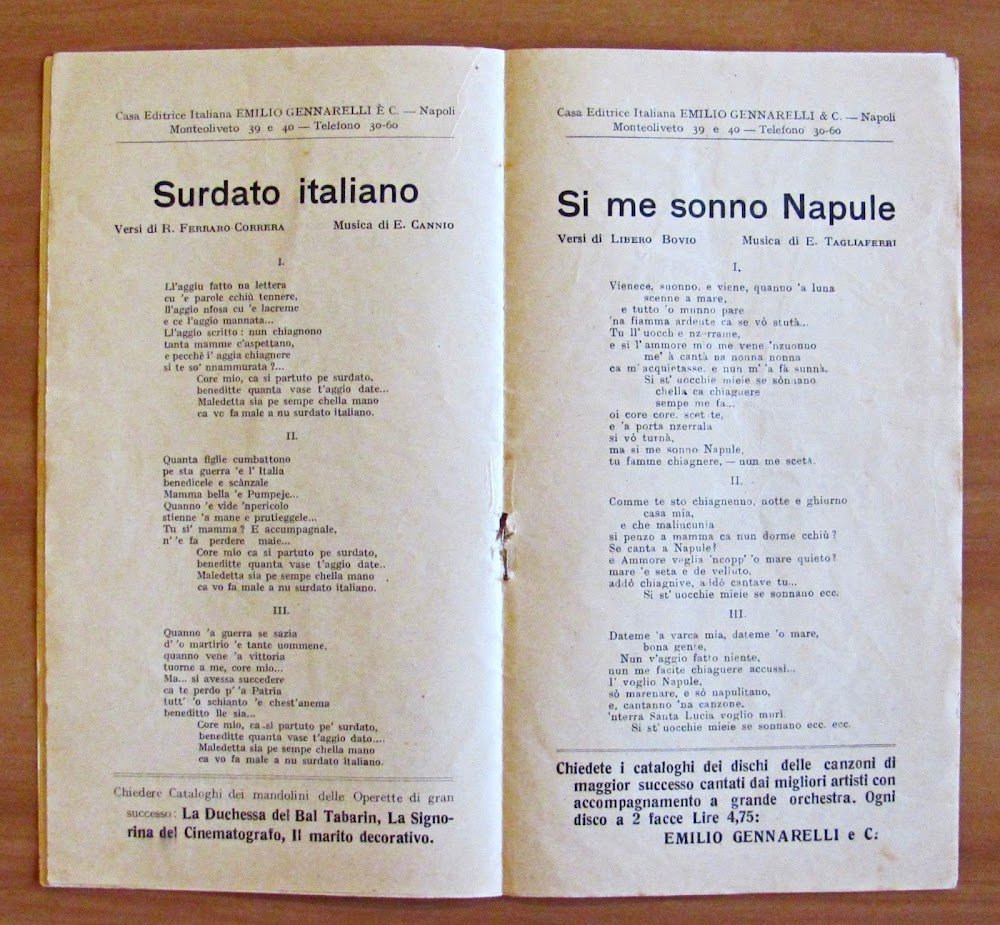 Casa Editrice Italiana EMILIO GENNARELLI È C. — Napoli
Monteoliveto 39 e 40 — Telefono 30-60
Surdato italiano
Versi di R. FERRARO CORRERA Musica di E. CANNIO
I.
Ll'aggiu fatto na lettera
cu 'e parole cchiù tennere,
ll'aggio nfosa cu 'e lacreme
e ce l'aggio mannata...
Ll'aggio scritto : nun chiagnono
tanta mamme c'aspettano,
e pecchè i' aggia chiagnere
si te so' nnammurata ?...
Core mio, ca si partuto pe surdato,
beneditte quanta vase t'aggio date...
Maledetta sia pe sempe chella mano
ca vo fa male a nu surdato italiano.
II.
Quanta figlie cumbattono
pe sta guerra 'e l' Italia
benedicele e scànzale
Mamma bella 'e Pumpeje...
Quanno 'e vide 'npericolo
stienne 'a mane e prutieggele...
Tu si' mamma ? E accumpagnale,
n' 'e fa perdere maie...
Core mio ca si partuto pe surdato,
beneditte quanta vase t'aggio date..
Maledetta sia pe sempe chella mano
ca vo fa male a nu surdato italiano.
III.
Quanno 'a guerra se sazia
d' 'o martirio 'e tante uommene,
quanno vene 'a vittoria
tuorne a me, core mio...
Ma... si avessa succedere
ca te perdo p' 'a Patria
tutt' 'o schianto 'e chest'anema
beneditto lle sia...
Core mio, ca si partuto pe' surdato,
beneditte quanta vase t'aggio dato....
Maledetta sia pe sempe chella mano
ca vo fa male a nu surdato italiano.
Chiedere Cataloghi dei mandolini delle Operette di gran
successo: La Duchessa del Bal Tabarin, La Signo-
rina del Cinematografo, Il marito decorativo.
Casa Editrice Italiana EMILIO GENNARELLI & C. — Napoli
Monteoliveto 39 e 40 — Telefono 30-60
Si me sonno Napule
Versi di LIBERO BOVIO Musica di E. TAGLIAFERRI
I.
Vienece, suonno, e viene, quanno 'a luna
scenne a mare,
e tutto 'o munno pare
'na fiamma ardente ca se vò stutà...
Tu ll' uocch e nzerrame,
e si l'ammore mio me vene 'nzuonno
me' à cantà na nonna nonna
ca m'acquietasse, e nun m' 'a fà sunnà.
Si st' uocchie mieie se sònnano
chella ca chiagnere
sempe me fa...
oi core core, scetete,
e 'a porta nzerrala
si vò turnà,
ma si me sonno Napule,
tu famme chiagnere, — nun me scetà.
II.
Comme te sto chiagnenno, notte e ghiurno
casa mia,
e che malincunia
si penzo a mamma ca nun dorme cchiù ?
Se canta a Napule ?
e Ammore veglia 'ncopp' 'o mare quieto ?
mare 'e seta e de velluto,
addò chiagnive, addò cantave tu...
Si st' uocchie mieie se sonnano ecc.
III.
Dateme 'a varca mia, dateme 'o mare,
bona gente,
Nun v'aggio fatto niente,
nun me facite chiagnere accussi...
I' voglio Napule,
sò marenare, e sò napulitano,
e, cantanno 'na canzone,
'nterra Santa Lucia voglio murì.
Si st' uocchie mieie se sonnano ecc. ecc.
Chiedete i cataloghi dei dischi delle canzoni di
maggior successo cantati dai migliori artisti con
accompagnamento a grande orchestra. Ogni
disco a 2 facce Lire 4,75:
EMILIO GENNARELLI e C: